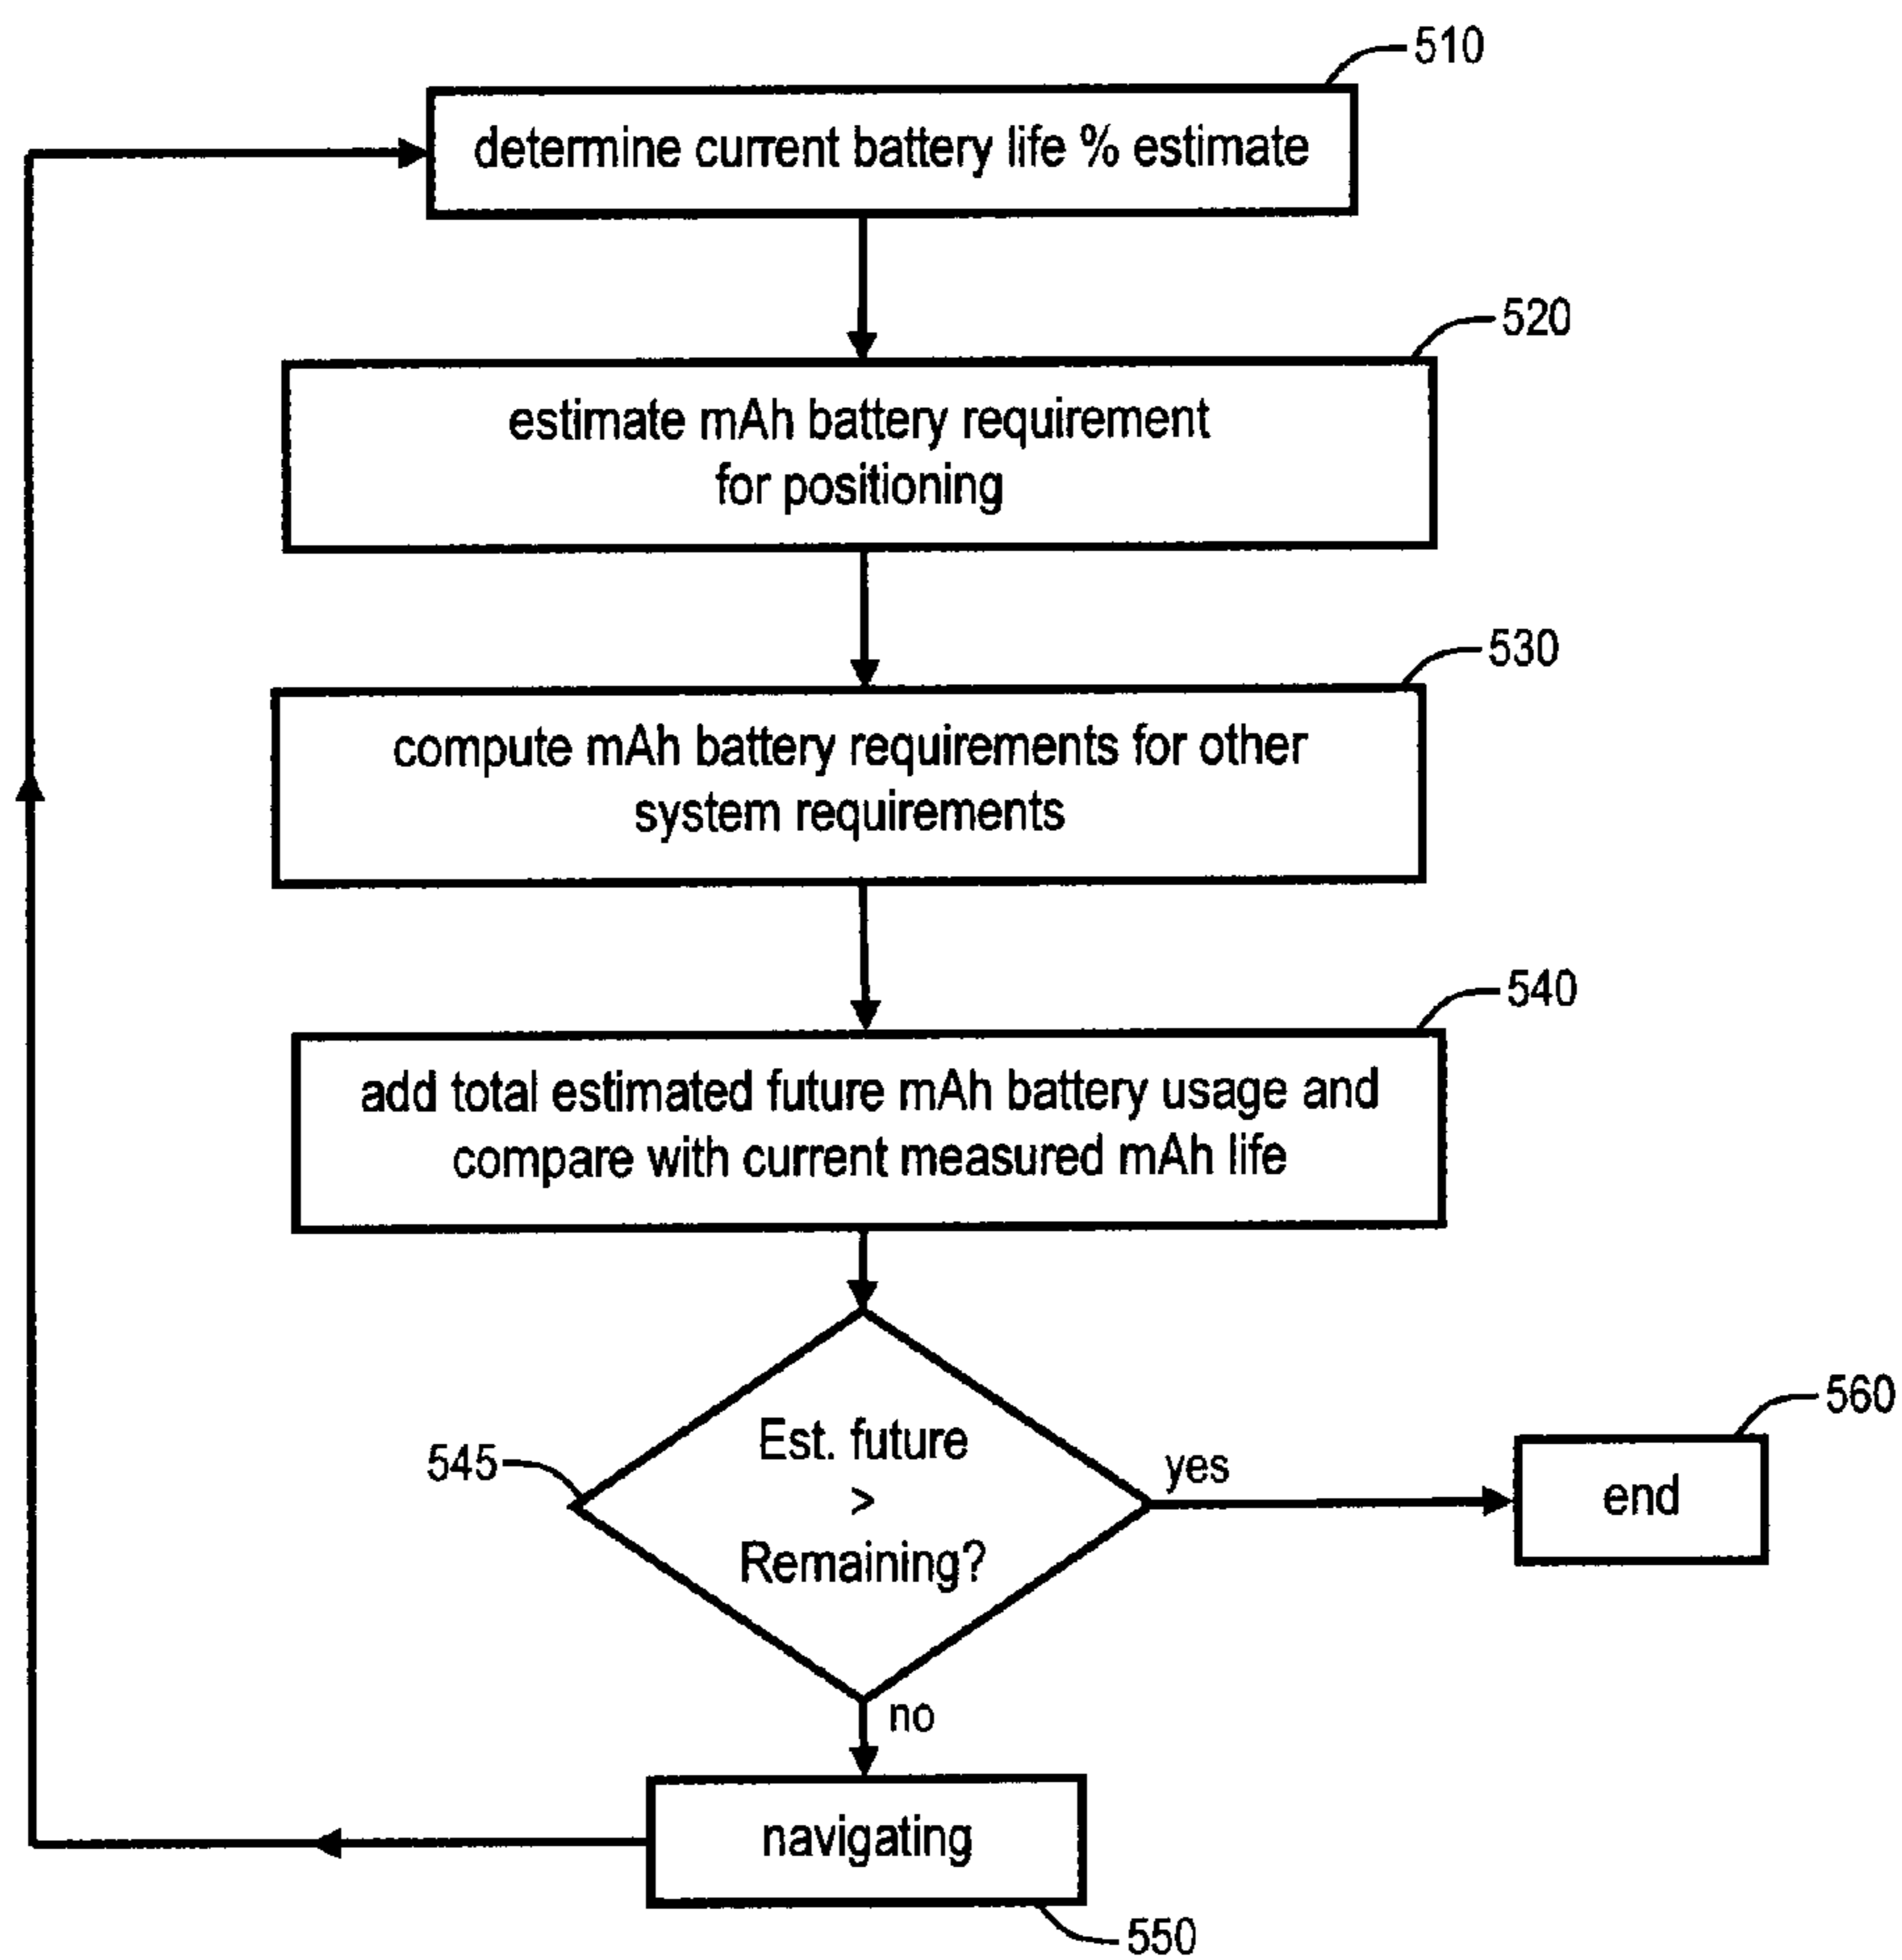 510
determine current battery life % estimate
520
estimate mAh battery requirement
for positioning
530
compute mAh battery requirements for other
system requirements
540
add total estimated future mAh battery usage and
compare with current measured mAh life
545
Est. future
>
Remaining?
yes
560
end
no
navigating
550